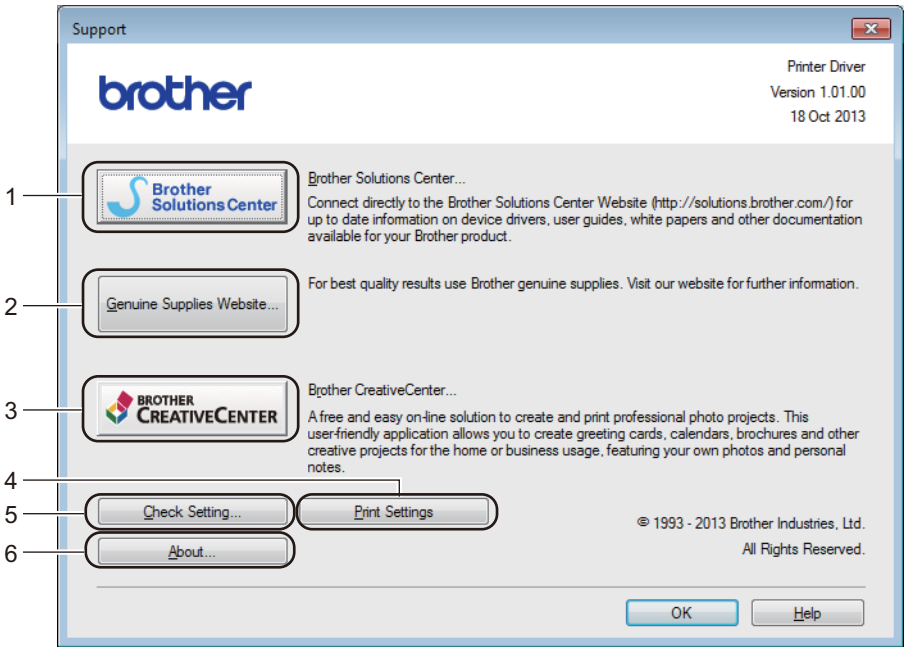 Support
brother
Printer Driver
Version 1.01.00
18 Oct 2013
1
Brother
Solutions Center
Brother Solutions Center...
Connect directly to the Brother Solutions Center Website (http://solutions.brother.com/) for
up to date information on device drivers, user guides, white papers and other documentation
available for your Brother product.
2
Genuine Supplies Website...
For best quality results use Brother genuine supplies. Visit our website for further information.
3
BROTHER
CREATIVECENTER
Brother CreativeCenter...
A free and easy on-line solution to create and print professional photo projects. This
user-friendly application allows you to create greeting cards, calendars, brochures and other
creative projects for the home or business usage, featuring your own photos and personal
notes.
4
5
Check Setting...
Print Settings
6
About...
© 1993 - 2013 Brother Industries, Ltd.
All Rights Reserved.
OK
Help